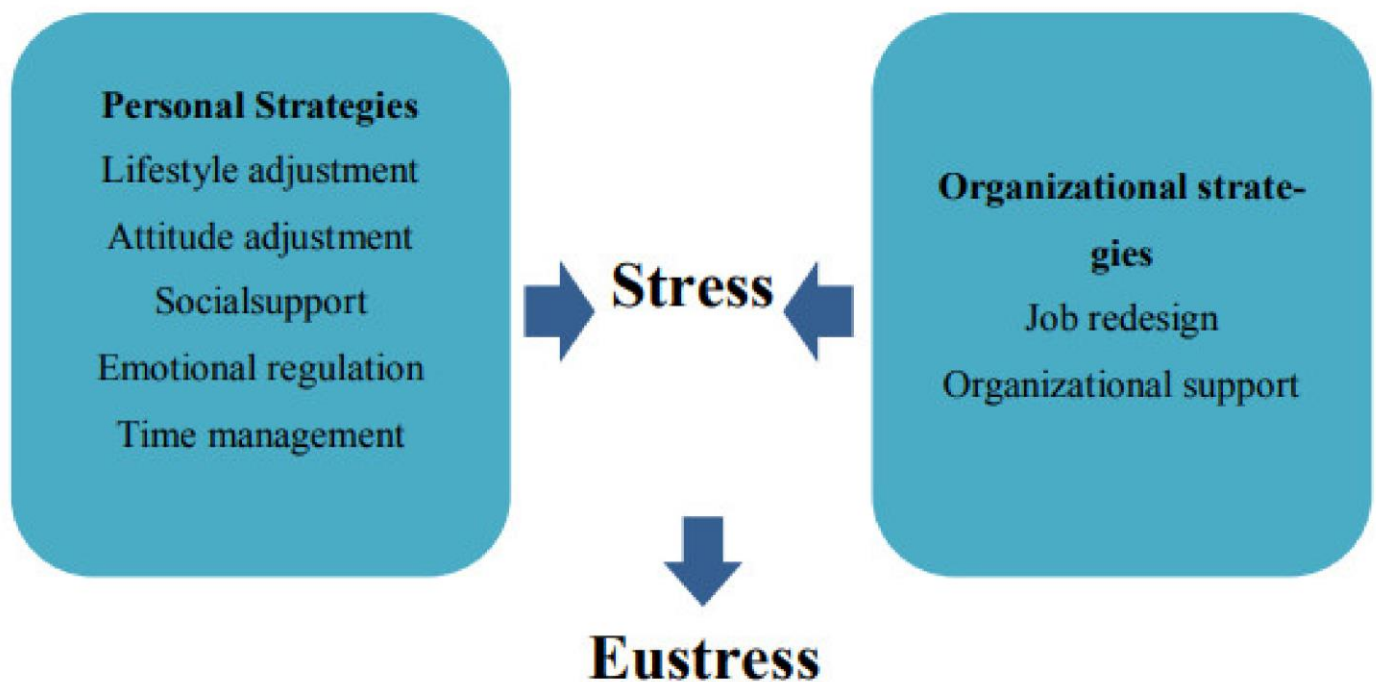 Personal Strategies
Lifestyle adjustment
Attitude adjustment
Socialsupport
Emotional regulation
Time management
Stress
Organizational strate-
gies
Job redesign
Organizational support
Eustress